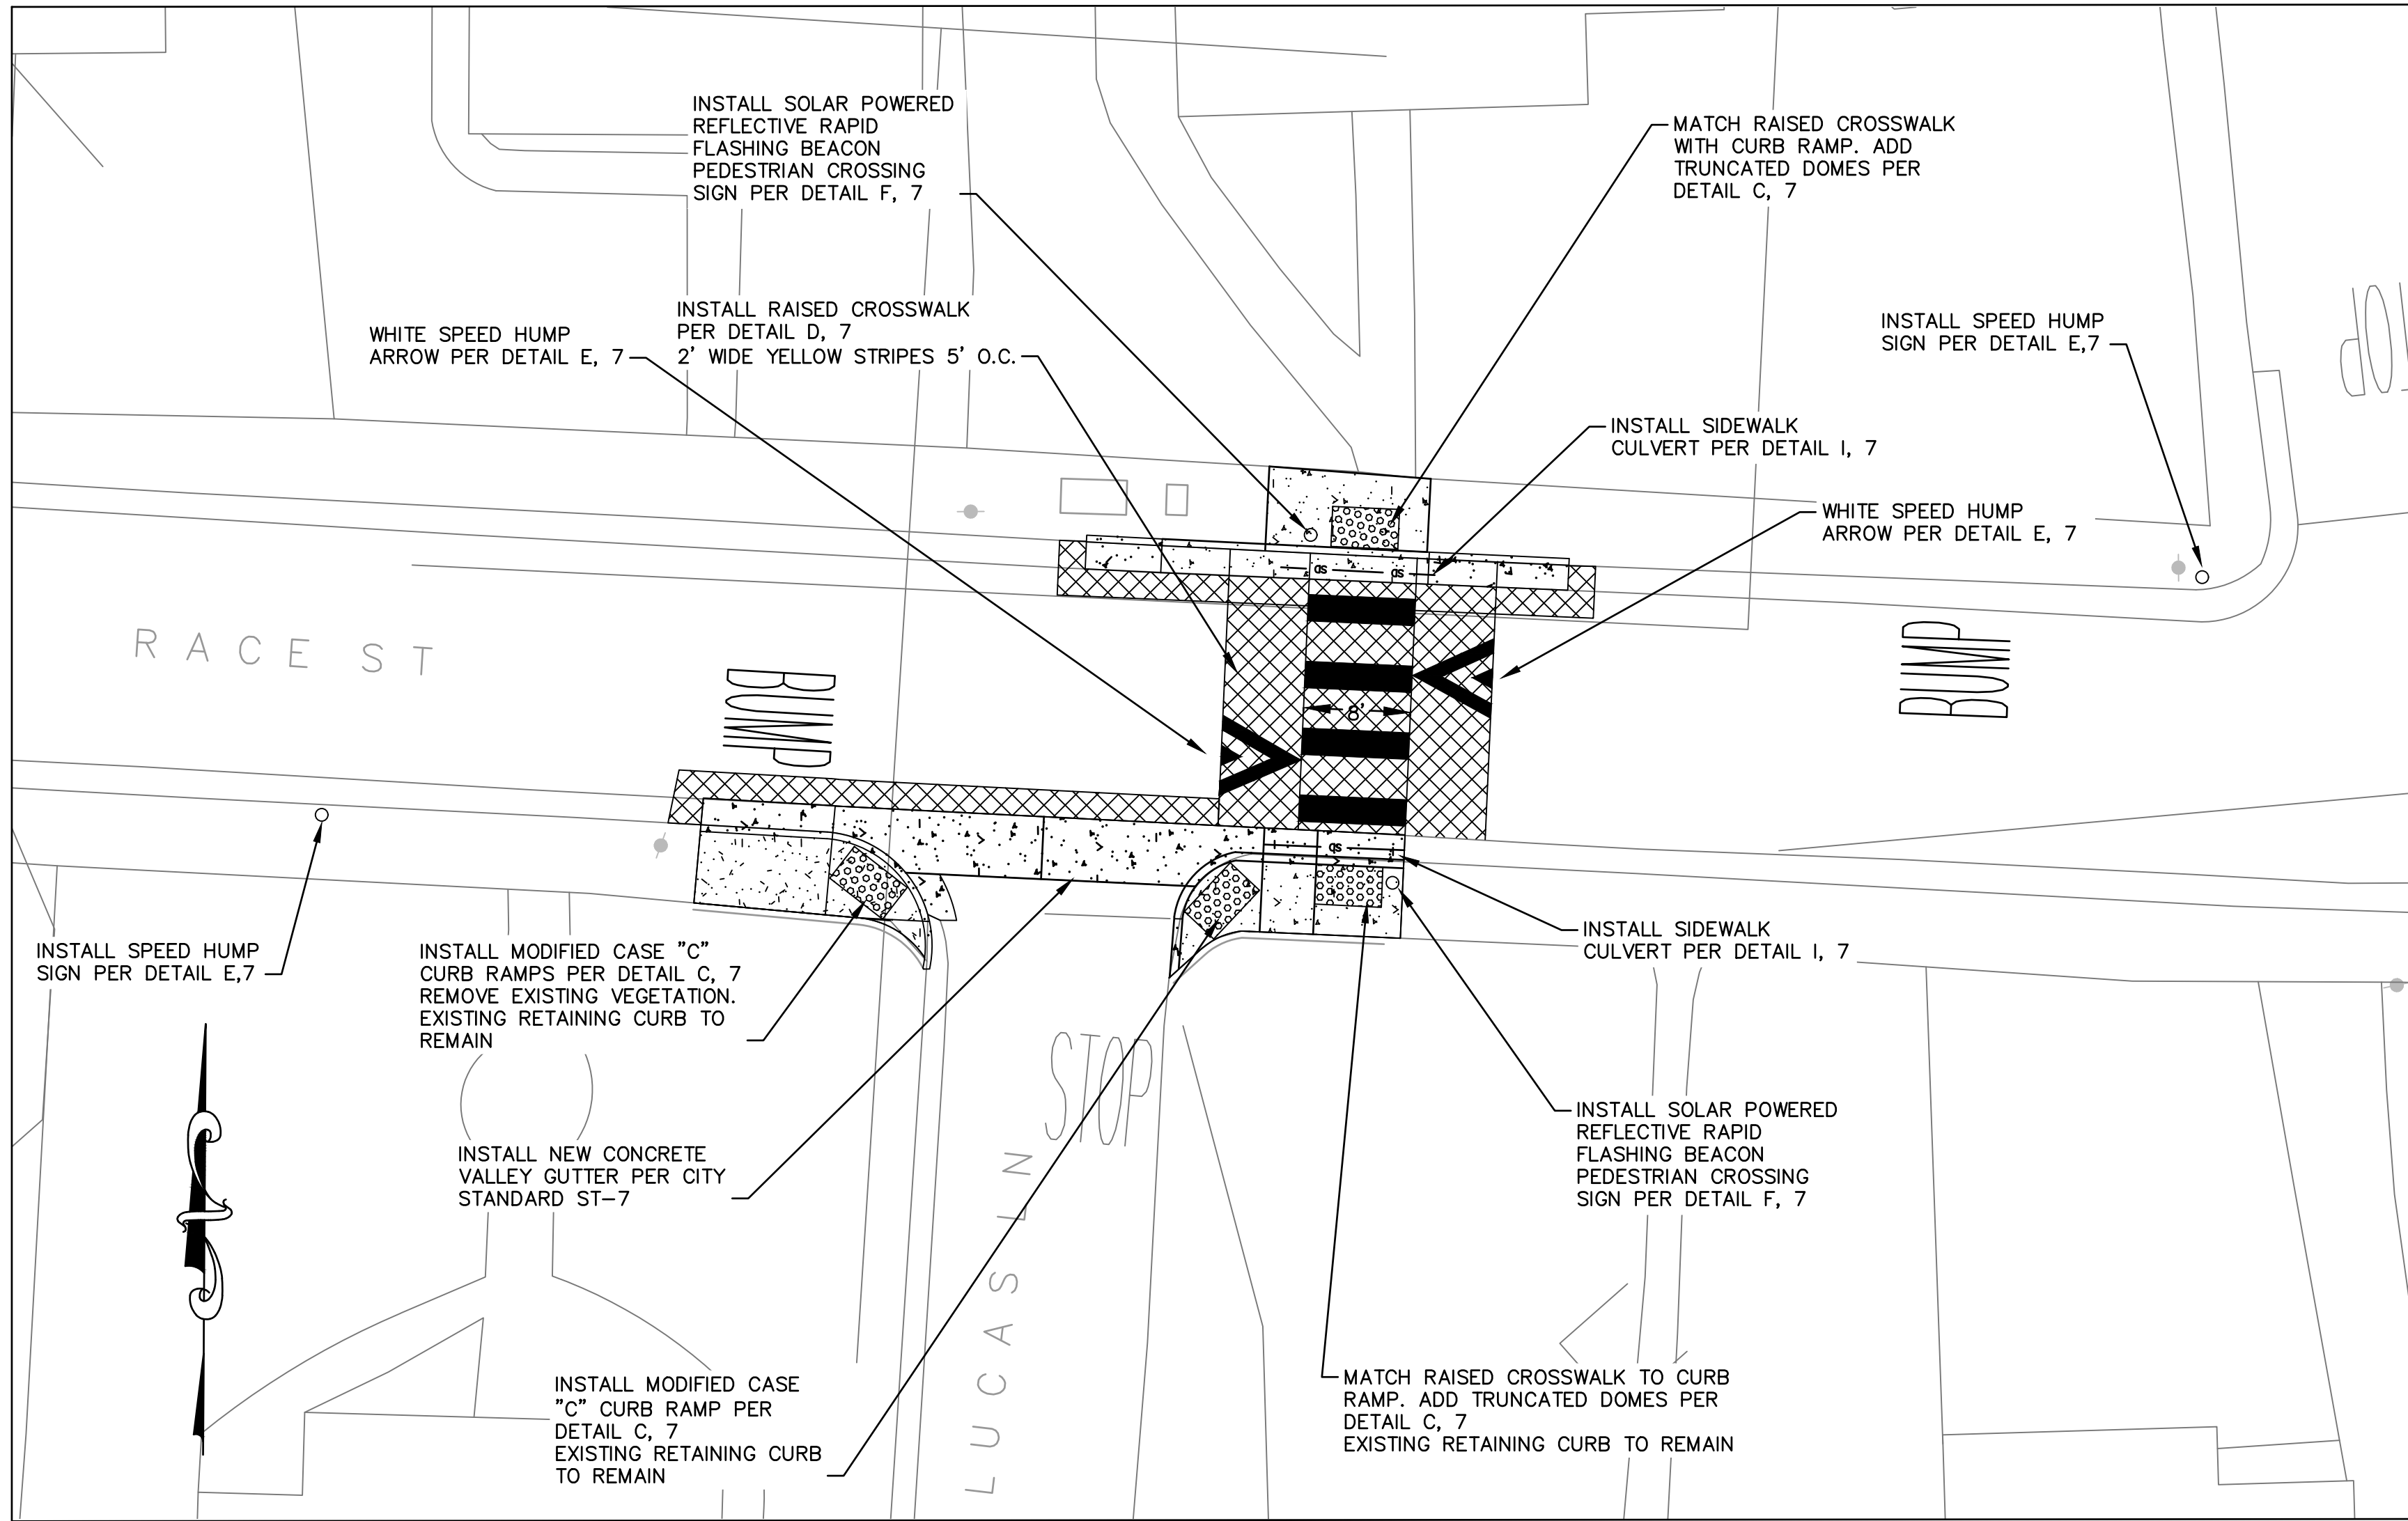 INSTALL SOLAR POWERED
REFLECTIVE RAPID
FLASHING BEACON
PEDESTRIAN CROSSING
SIGN PER DETAIL F, 7
MATCH RAISED CROSSWALK
WITH CURB RAMP. ADD
TRUNCATED DOMES PER
DETAIL C, 7
INSTALL RAISED CROSSWALK
PER DETAIL D, 7
2' WIDE YELLOW STRIPES 5' O.C.
WHITE SPEED HUMP
ARROW PER DETAIL E, 7
INSTALL SPEED HUMP
SIGN PER DETAIL E,7
INSTALL SIDEWALK
CULVERT PER DETAIL I, 7
WHITE SPEED HUMP
ARROW PER DETAIL E, 7
SD
SD
RACE ST
BUMP
BUMP
8'
SD
INSTALL SPEED HUMP
SIGN PER DETAIL E,7
INSTALL MODIFIED CASE "C"
CURB RAMPS PER DETAIL C, 7
REMOVE EXISTING VEGETATION.
EXISTING RETAINING CURB TO
REMAIN
INSTALL SIDEWALK
CULVERT PER DETAIL I, 7
STOP
INSTALL NEW CONCRETE
VALLEY GUTTER PER CITY
STANDARD ST-7
LUCAS LN
INSTALL SOLAR POWERED
REFLECTIVE RAPID
FLASHING BEACON
PEDESTRIAN CROSSING
SIGN PER DETAIL F, 7
INSTALL MODIFIED CASE
"C" CURB RAMP PER
DETAIL C, 7
EXISTING RETAINING CURB
TO REMAIN
MATCH RAISED CROSSWALK TO CURB
RAMP. ADD TRUNCATED DOMES PER
DETAIL C, 7
EXISTING RETAINING CURB TO REMAIN